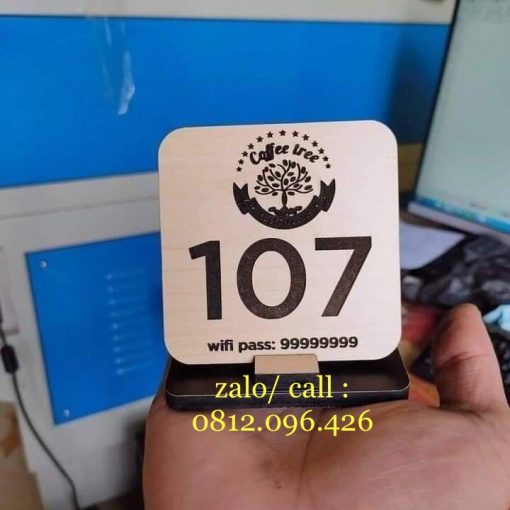 Coffee tree
107
wifi pass: 99999999
zalo/ call :
0812.096.426